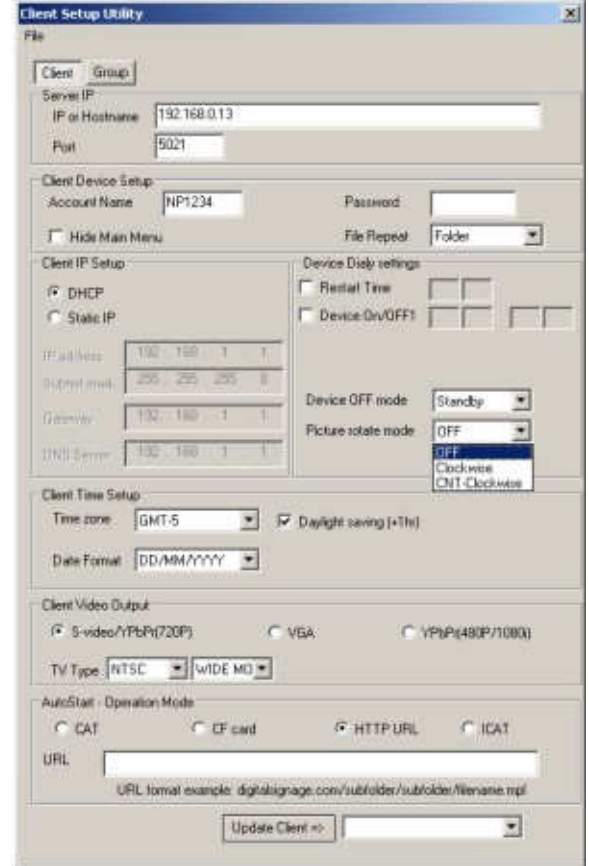 Client Setup Utility
File
Client Group
Server IP
IP or Hostname 192.168.0.13
Port 5021
Client Device Setup
Account Name NP1234 Password
Hide Main Menu File Repeat Folder
Client IP Setup Device Dialy settings
DHCP Restart Time
Static IP Device On/OFF1
IP address 192 . 168 . 1 . 1
Subnet mask 255 . 255 . 255 . 0
Device OFF mode Standby
Gateway 192 . 168 . 1 . 1
Picture rotate mode OFF
OFF
DNS Server 192 . 168 . 1 . 1
Clockwise
CNT-Clockwise
Client Time Setup
Time zone GMT-5 Daylight saving (+1hr)
Date Format DD/MM/YYYY
Client Video Output
S-video/YPbPr(720P) VGA YPbPr(480P/1080i)
TV Type NTSC WIDE MO
AutoStart - Operation Mode
CAT CF card HTTP URL ICAT
URL
URL format example: digitalsignage.com/subfolder/subfolder/filename.mpl
Update Client =>